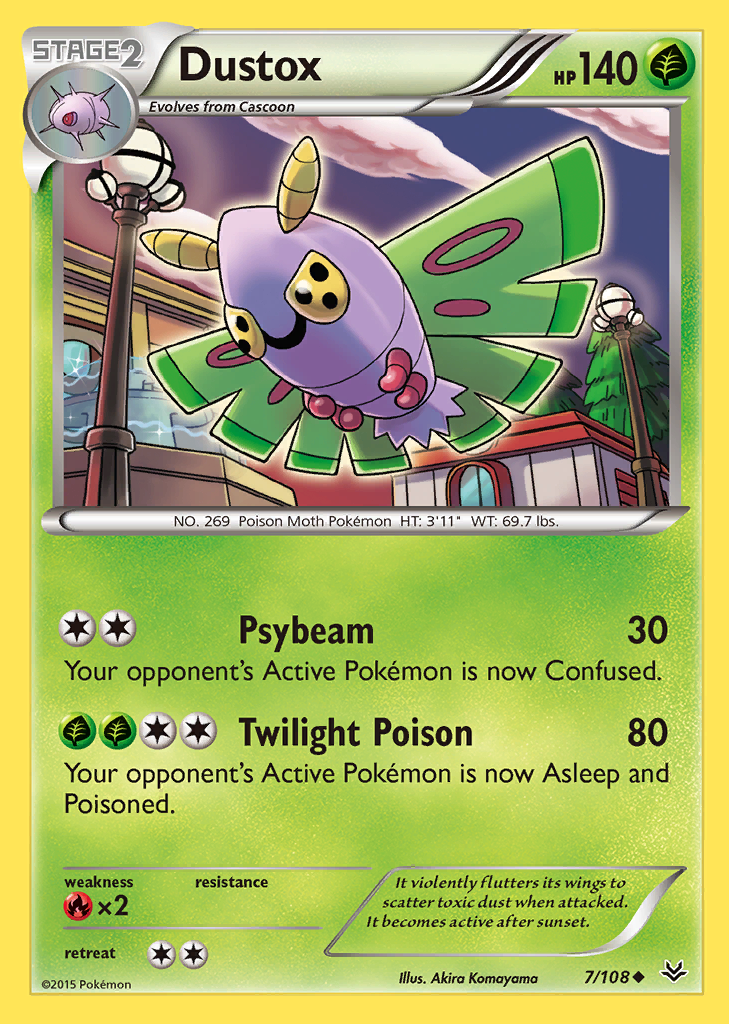 STAGE2
Dustox
HP140
Evolves from Cascoon
NO. 269 Poison Moth Pokémon HT: 3'11" WT: 69.7 lbs.
Psybeam 30
Your opponent's Active Pokémon is now Confused.
Twilight Poison 80
Your opponent's Active Pokémon is now Asleep and
Poisoned.
weakness resistance
×2
retreat
It violently flutters its wings to
scatter toxic dust when attacked.
It becomes active after sunset.
©2015 Pokémon
Illus. Akira Komayama
7/108